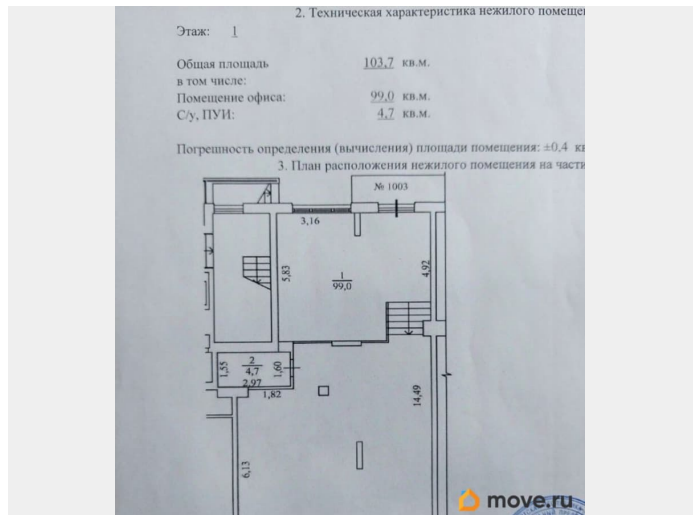 2. Техническая характеристика нежилого помещен
Этаж: 1
Общая площадь 103,7 кв.м.
в том числе:
Помещение офиса: 99,0 кв.м.
С/у, ПУИ: 4,7 кв.м.
Погрешность определения (вычисления) площади помещения: ±0,4 кв
3. План расположения нежилого помещения на части
№ 1003
3,16
5,83
1
99,0
4,92
2
4,7
1,55
1,60
2,97
1,82
14,49
6,13
move.ru